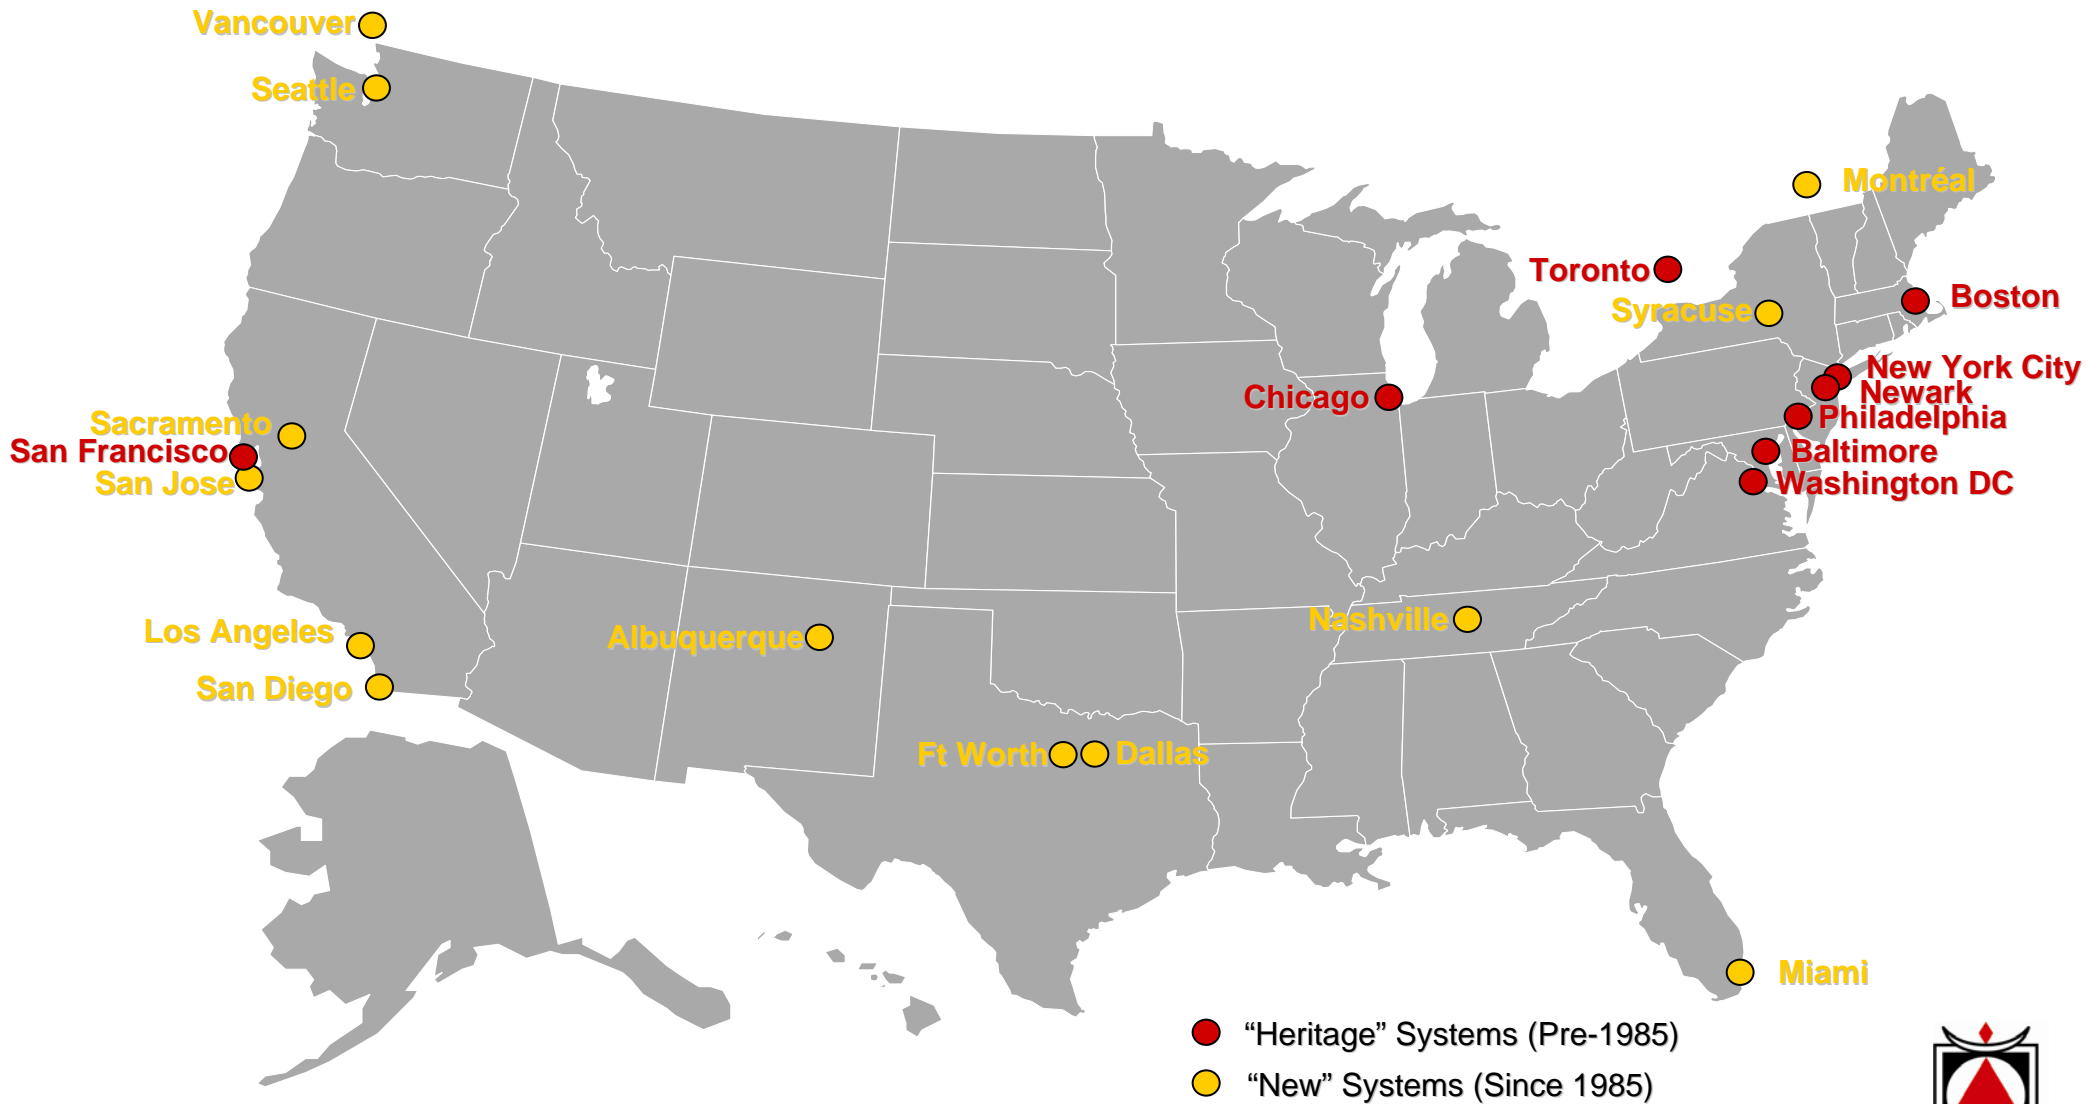 Vancouver
Seattle
Montréal
Toronto
Boston
Syracuse
New York City
Newark
Chicago
Philadelphia
Sacramento
San Francisco
Baltimore
San Jose
Washington DC
Nashville
Los Angeles
Albuquerque
San Diego
Ft Worth
Dallas
Miami
“Heritage” Systems (Pre-1985)
“New” Systems (Since 1985)